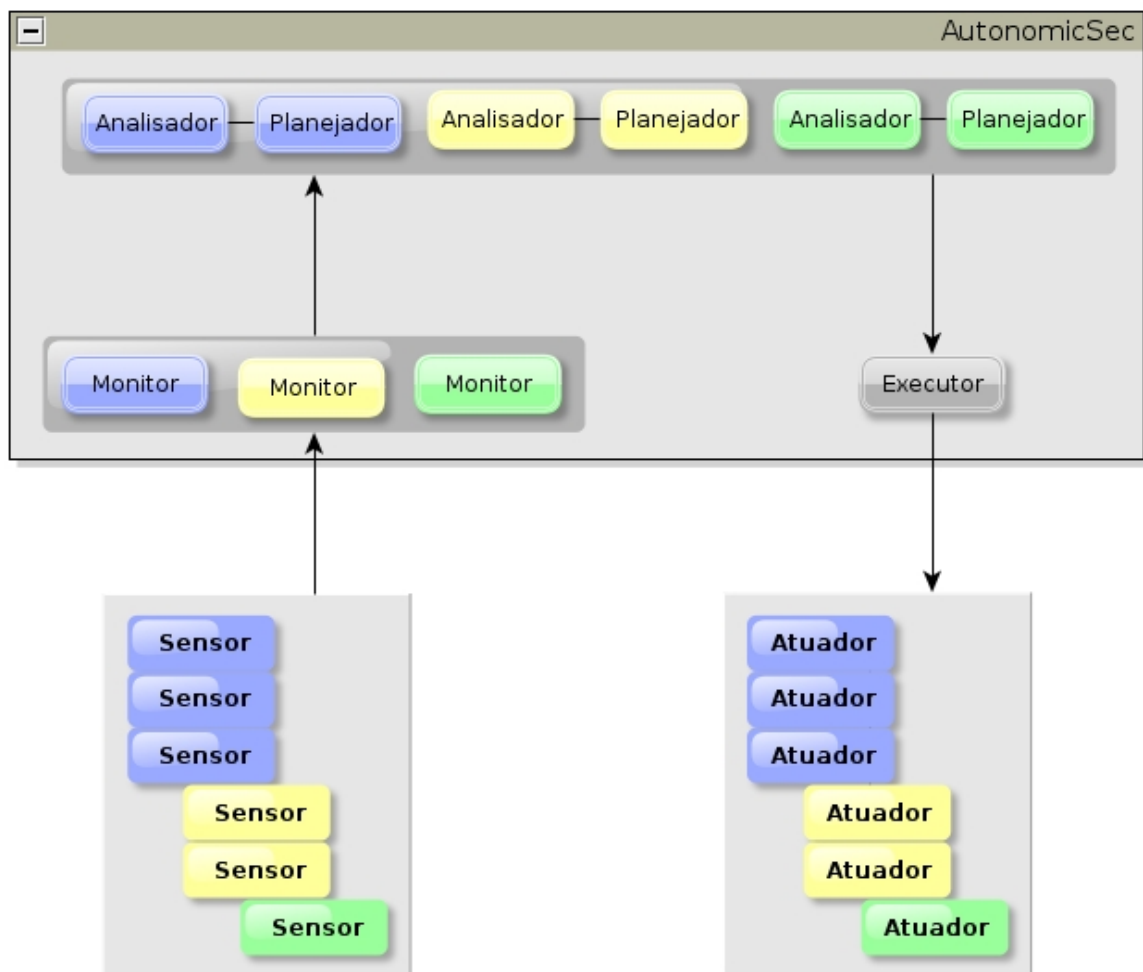 AutonomicSec
Analisador Planejador Analisador Planejador Analisador Planejador
Monitor Monitor Monitor
Executor
Sensor
Sensor
Sensor
Sensor
Sensor
Sensor
Atuador
Atuador
Atuador
Atuador
Atuador
Atuador